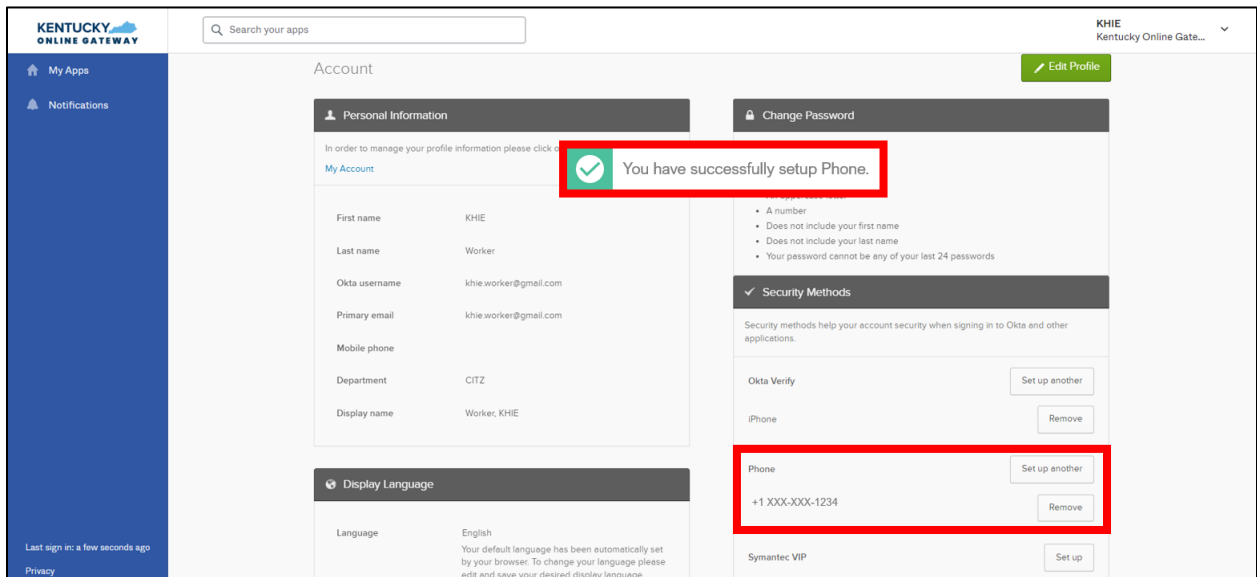 KENTUCKY
ONLINE GATEWAY
Search your apps
KHIE
Kentucky Online Gate...
My Apps
Notifications
Last sign in: a few seconds ago
Privacy
Account
Edit Profile
Personal Information
In order to manage your profile information please click o
My Account
First name KHIE
Last name Worker
Okta username khie.worker@gmail.com
Primary email khie.worker@gmail.com
Mobile phone
Department CITZ
Display name Worker, KHIE
Display Language
Language English
Your default language has been automatically set
by your browser. To change your language please
edit and save your desired display language
You have successfully setup Phone.
Change Password
• A number
• Does not include your first name
• Does not include your last name
• Your password cannot be any of your last 24 passwords
Security Methods
Security methods help your account security when signing in to Okta and other
applications.
Okta Verify Set up another
iPhone Remove
Phone Set up another
+1 XXX-XXX-1234 Remove
Symantec VIP Set up